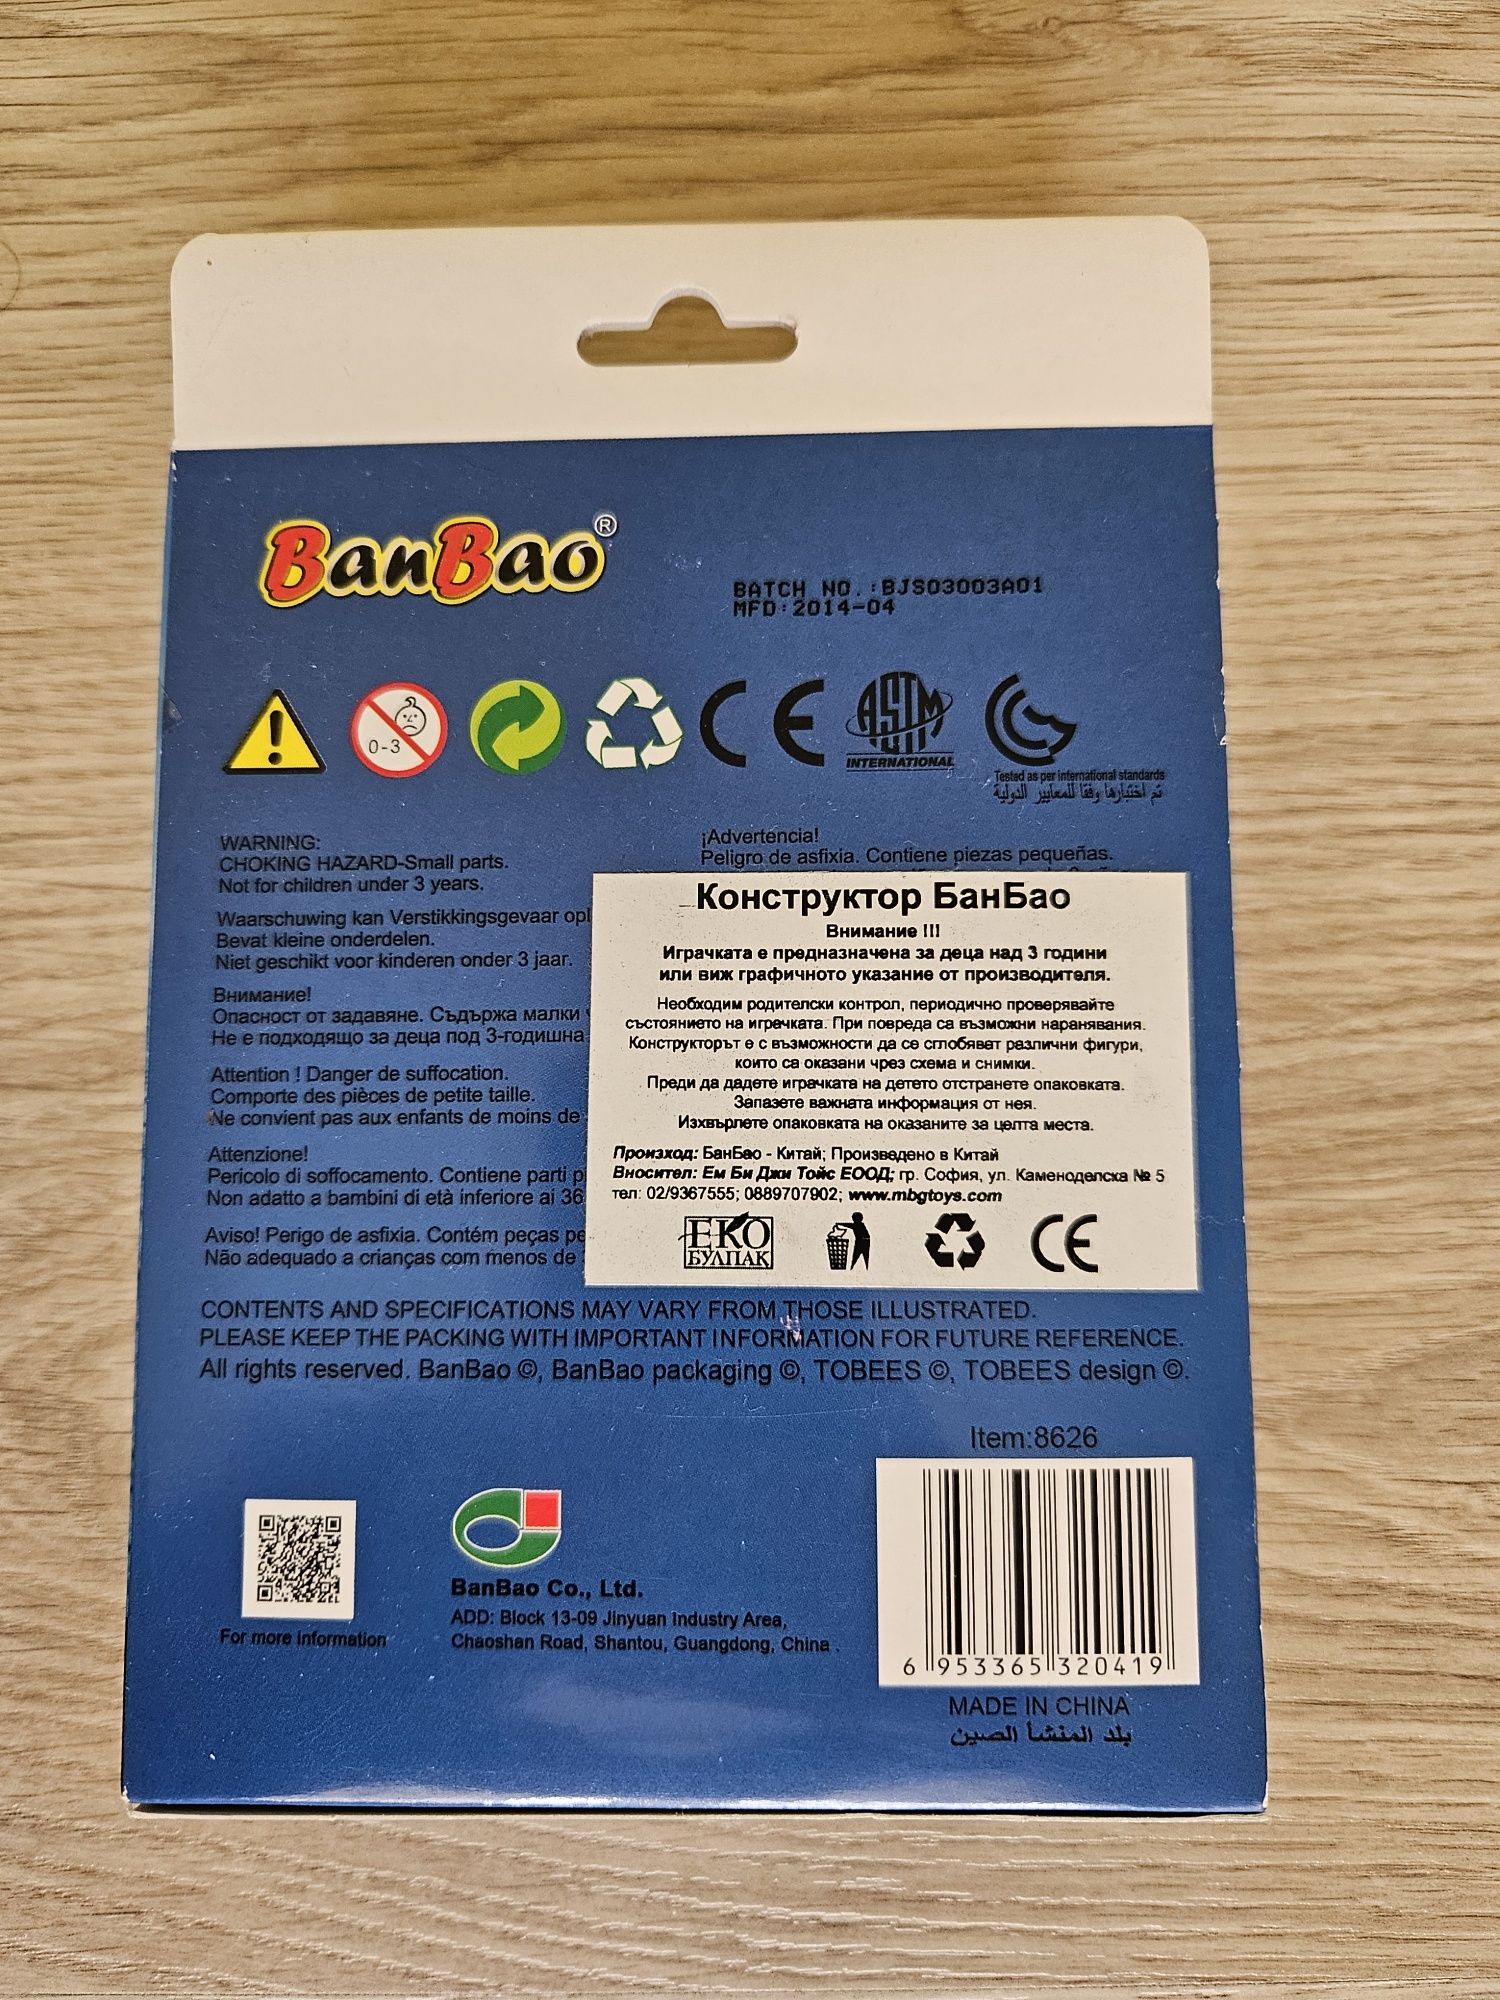 BanBao®
BATCH NO.:BJS03003A01
MFD:2014-04
0-3
CE
ASTM
INTERNATIONAL
Tested as per international standards
تم اختبارها وفقا للمعايير الدولية
WARNING:
CHOKING HAZARD-Small parts.
Not for children under 3 years.
¡Advertencia!
Peligro de asfixia. Contiene piezas pequeñas.
Waarschuwing kan Verstikkingsgevaar opl
Bevat kleine onderdelen.
Niet geschikt voor kinderen onder 3 jaar.
Внимание!
Опасност от задавяне. Съдържа малки
Не е подходящо за деца под 3-годишна
Attention ! Danger de suffocation.
Comporte des pièces de petite taille.
Ne convient pas aux enfants de moins de
Attenzione!
Pericolo di soffocamento. Contiene parti p
Non adatto a bambini di età inferiore ai 36
Aviso! Perigo de asfixia. Contém peças pe
Não adequado a crianças com menos de
Конструктор БанБао
Внимание !!!
Играчката е предназначена за деца над 3 години
или виж графичното указание от производителя.
Необходим родителски контрол, периодично проверявайте
състоянието на играчката. При повреда са възможни наранявания.
Конструкторът е с възможности да се сглобяват различни фигури,
които са оказани чрез схема и снимки.
Преди да дадете играчката на детето отстранете опаковката.
Запазете важната информация от нея.
Изхвърлете опаковката на оказаните за целта места.
Произход: БанБао - Китай; Произведено в Китай
Вносител: Ем Би Джи Тойс ЕООД; гр. София, ул. Каменоделска № 5
тел: 02/9367555; 0889707902; www.mbgtoys.com
ЕКО
БУЛПАК
CE
CONTENTS AND SPECIFICATIONS MAY VARY FROM THOSE ILLUSTRATED.
PLEASE KEEP THE PACKING WITH IMPORTANT INFORMATION FOR FUTURE REFERENCE.
All rights reserved. BanBao ©, BanBao packaging ©, TOBEES ©, TOBEES design ©.
Item:8626
For more information
BanBao Co., Ltd.
ADD: Block 13-09 Jinyuan Industry Area,
Chaoshan Road, Shantou, Guangdong, China .
6 953365 320419
MADE IN CHINA
بلد المنشأ الصين